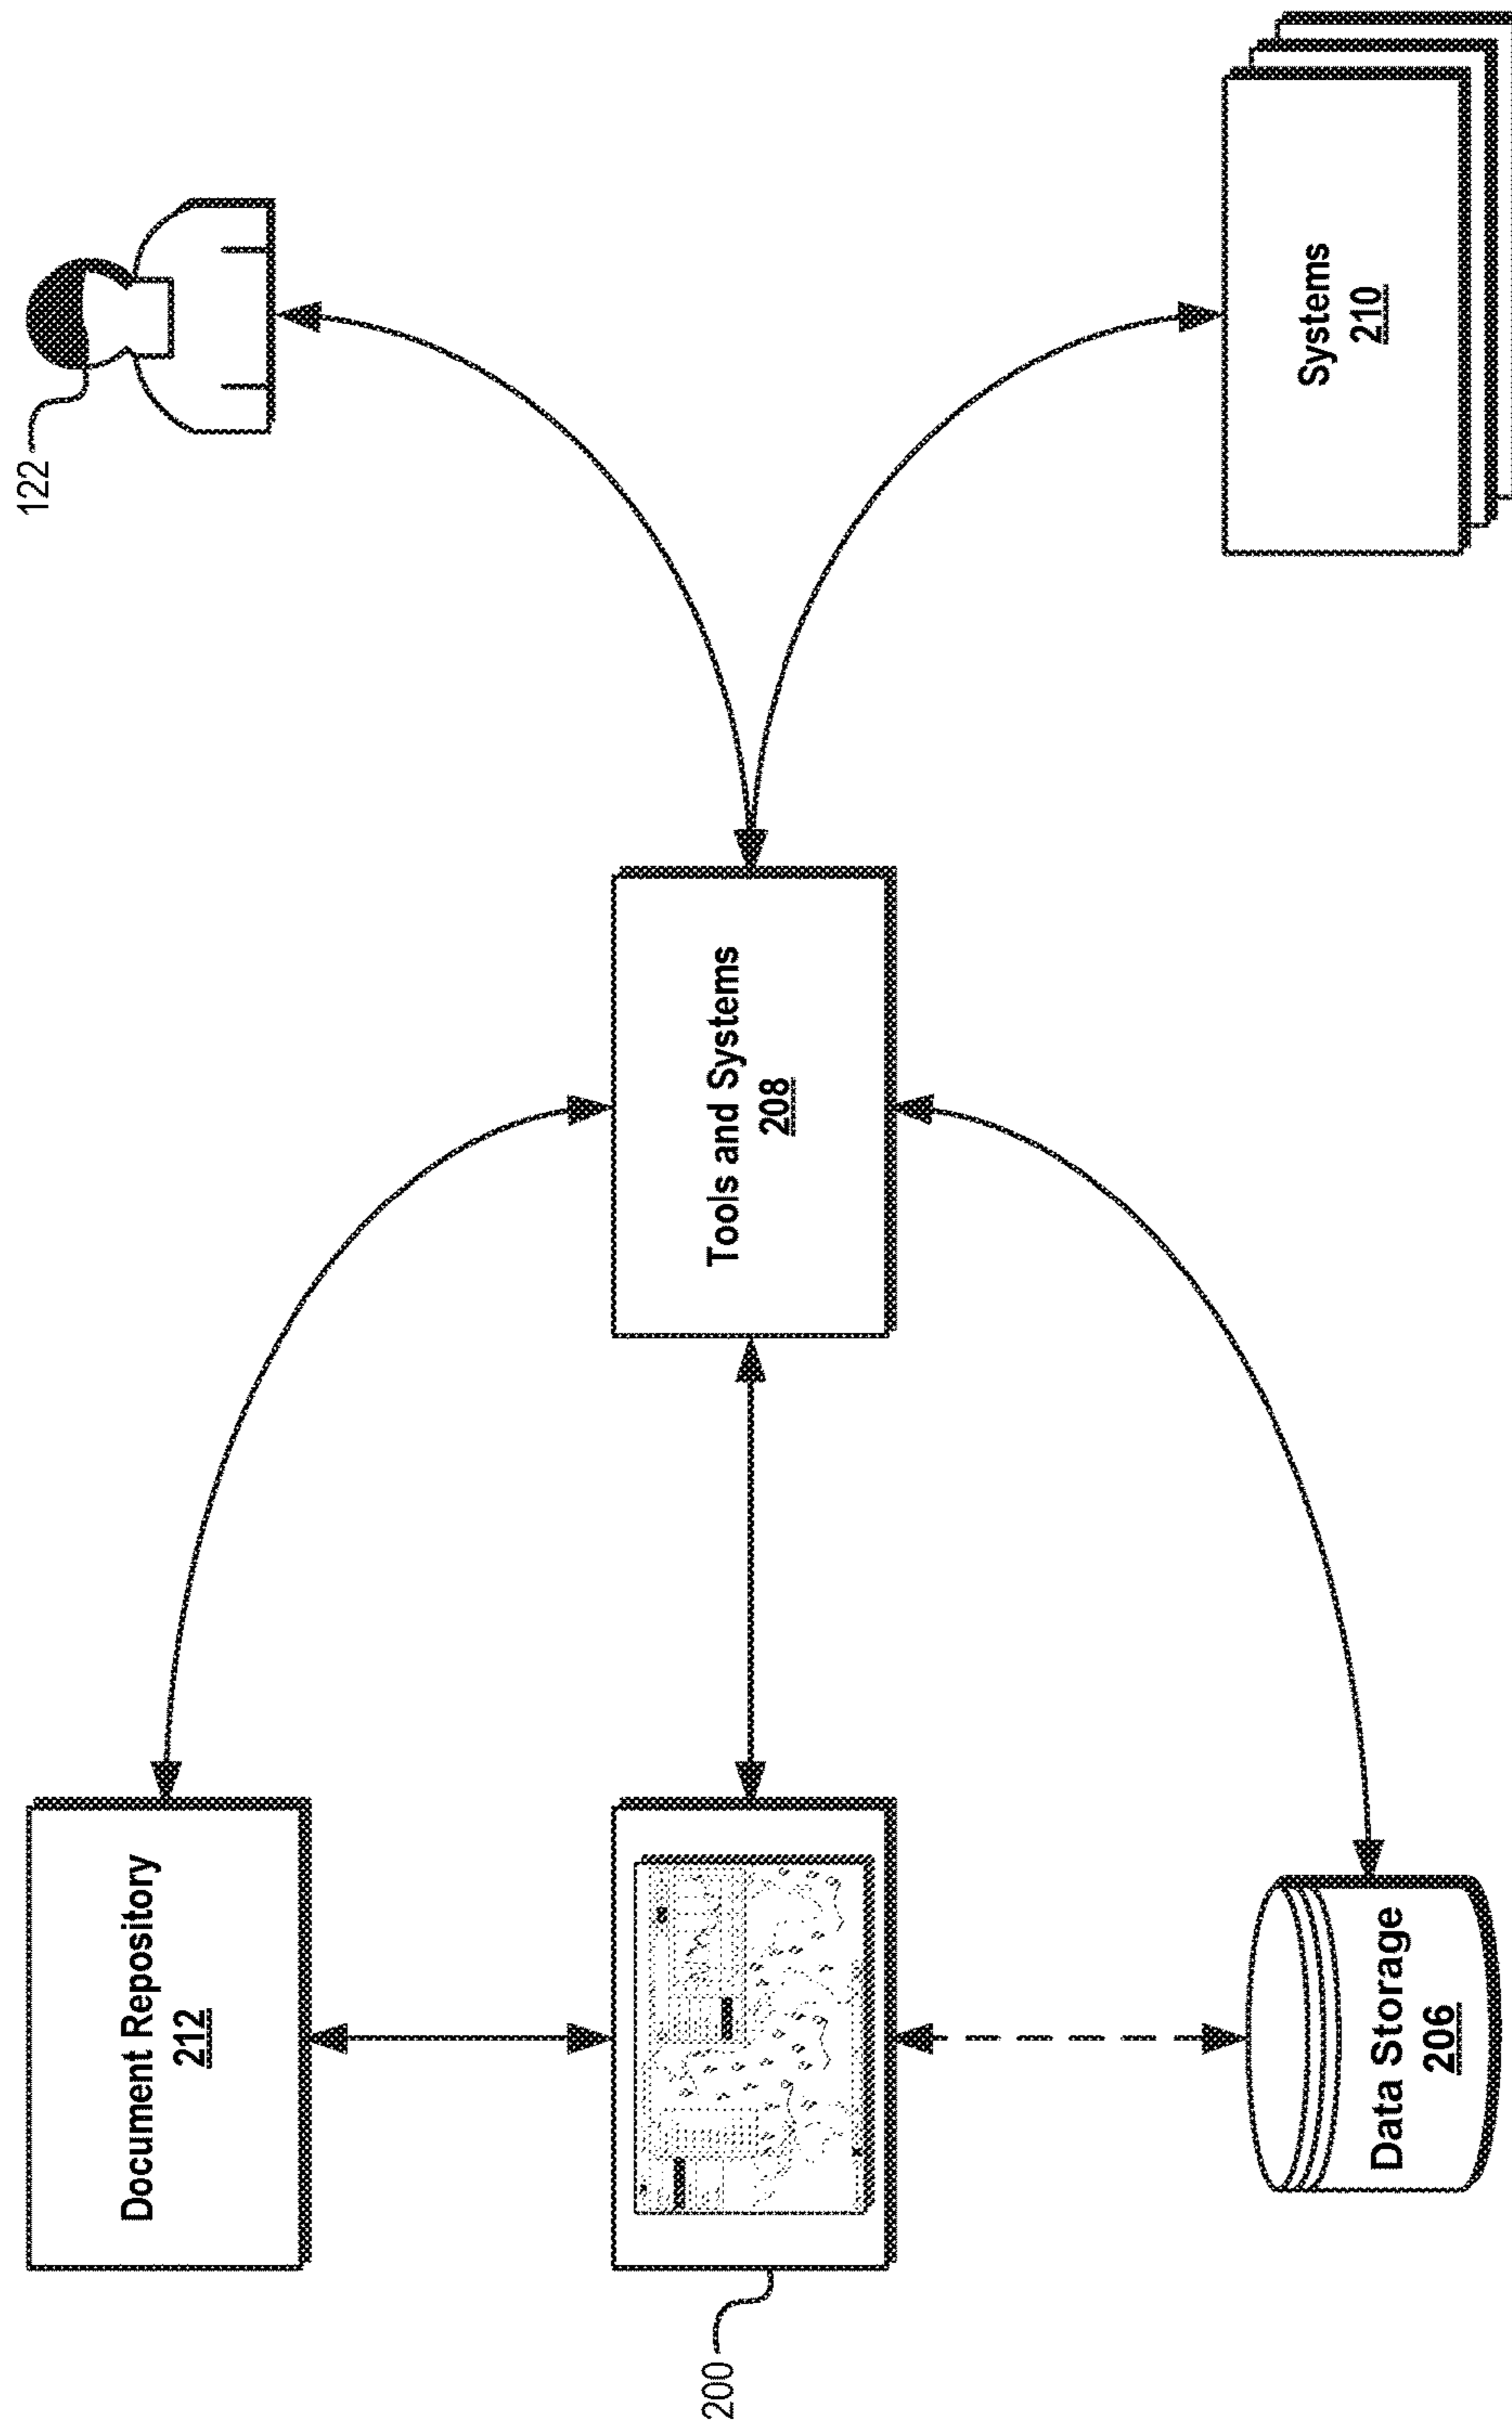 Document Repository
212
122
200
Tools and Systems
208
Data Storage
206
Systems
210